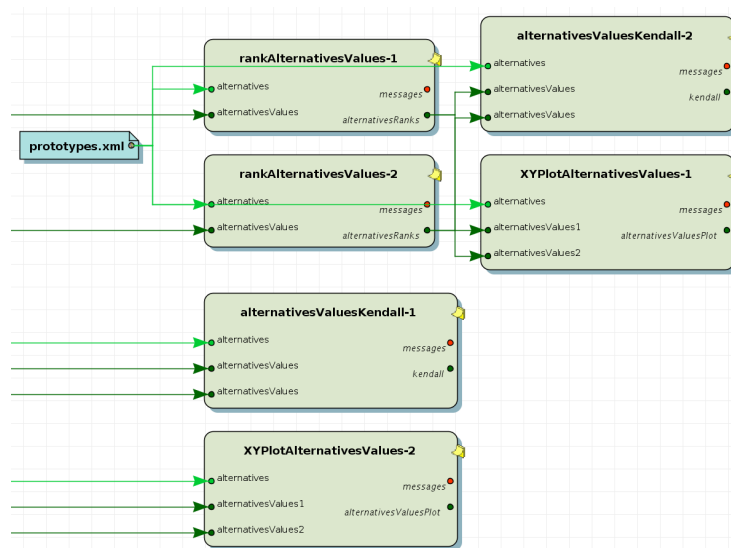 rankAlternativesValues-1
alternatives
messages
alternativesValues
alternativesRanks
alternativesValuesKendall-2
alternatives
messages
alternativesValues
kendall
alternativesValues
prototypes.xml
rankAlternativesValues-2
alternatives
messages
alternativesValues
alternativesRanks
XYPlotAlternativesValues-1
alternatives
messages
alternativesValues1
alternativesValuesPlot
alternativesValues2
alternativesValuesKendall-1
alternatives
messages
alternativesValues
kendall
alternativesValues
XYPlotAlternativesValues-2
alternatives
messages
alternativesValues1
alternativesValuesPlot
alternativesValues2